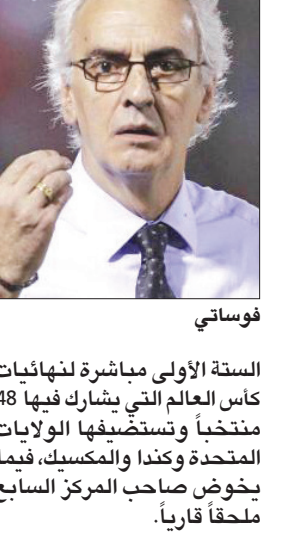 فوساتي
الستة الأولى مباشرة لنهائيات
كأس العالم التي يشارك فيها 48
منتخباً وتستضيفها الولايات
المتحدة وكندا والمكسيك، فيما
يخوض صاحب المركز السابع
ملحقاً قارياً.